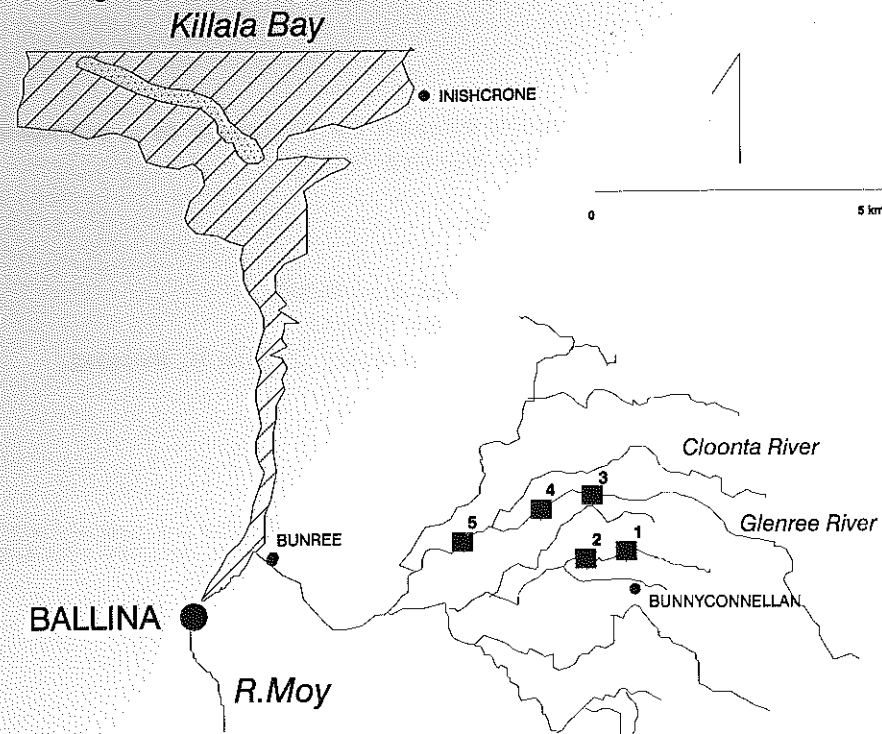 Killala Bay
INISHCRONE
0
5 km
Cloonta River
3
4
Glenree River
5
1
2
BUNREE
BUNNYCONNELLAN
BALLINA
R.Moy